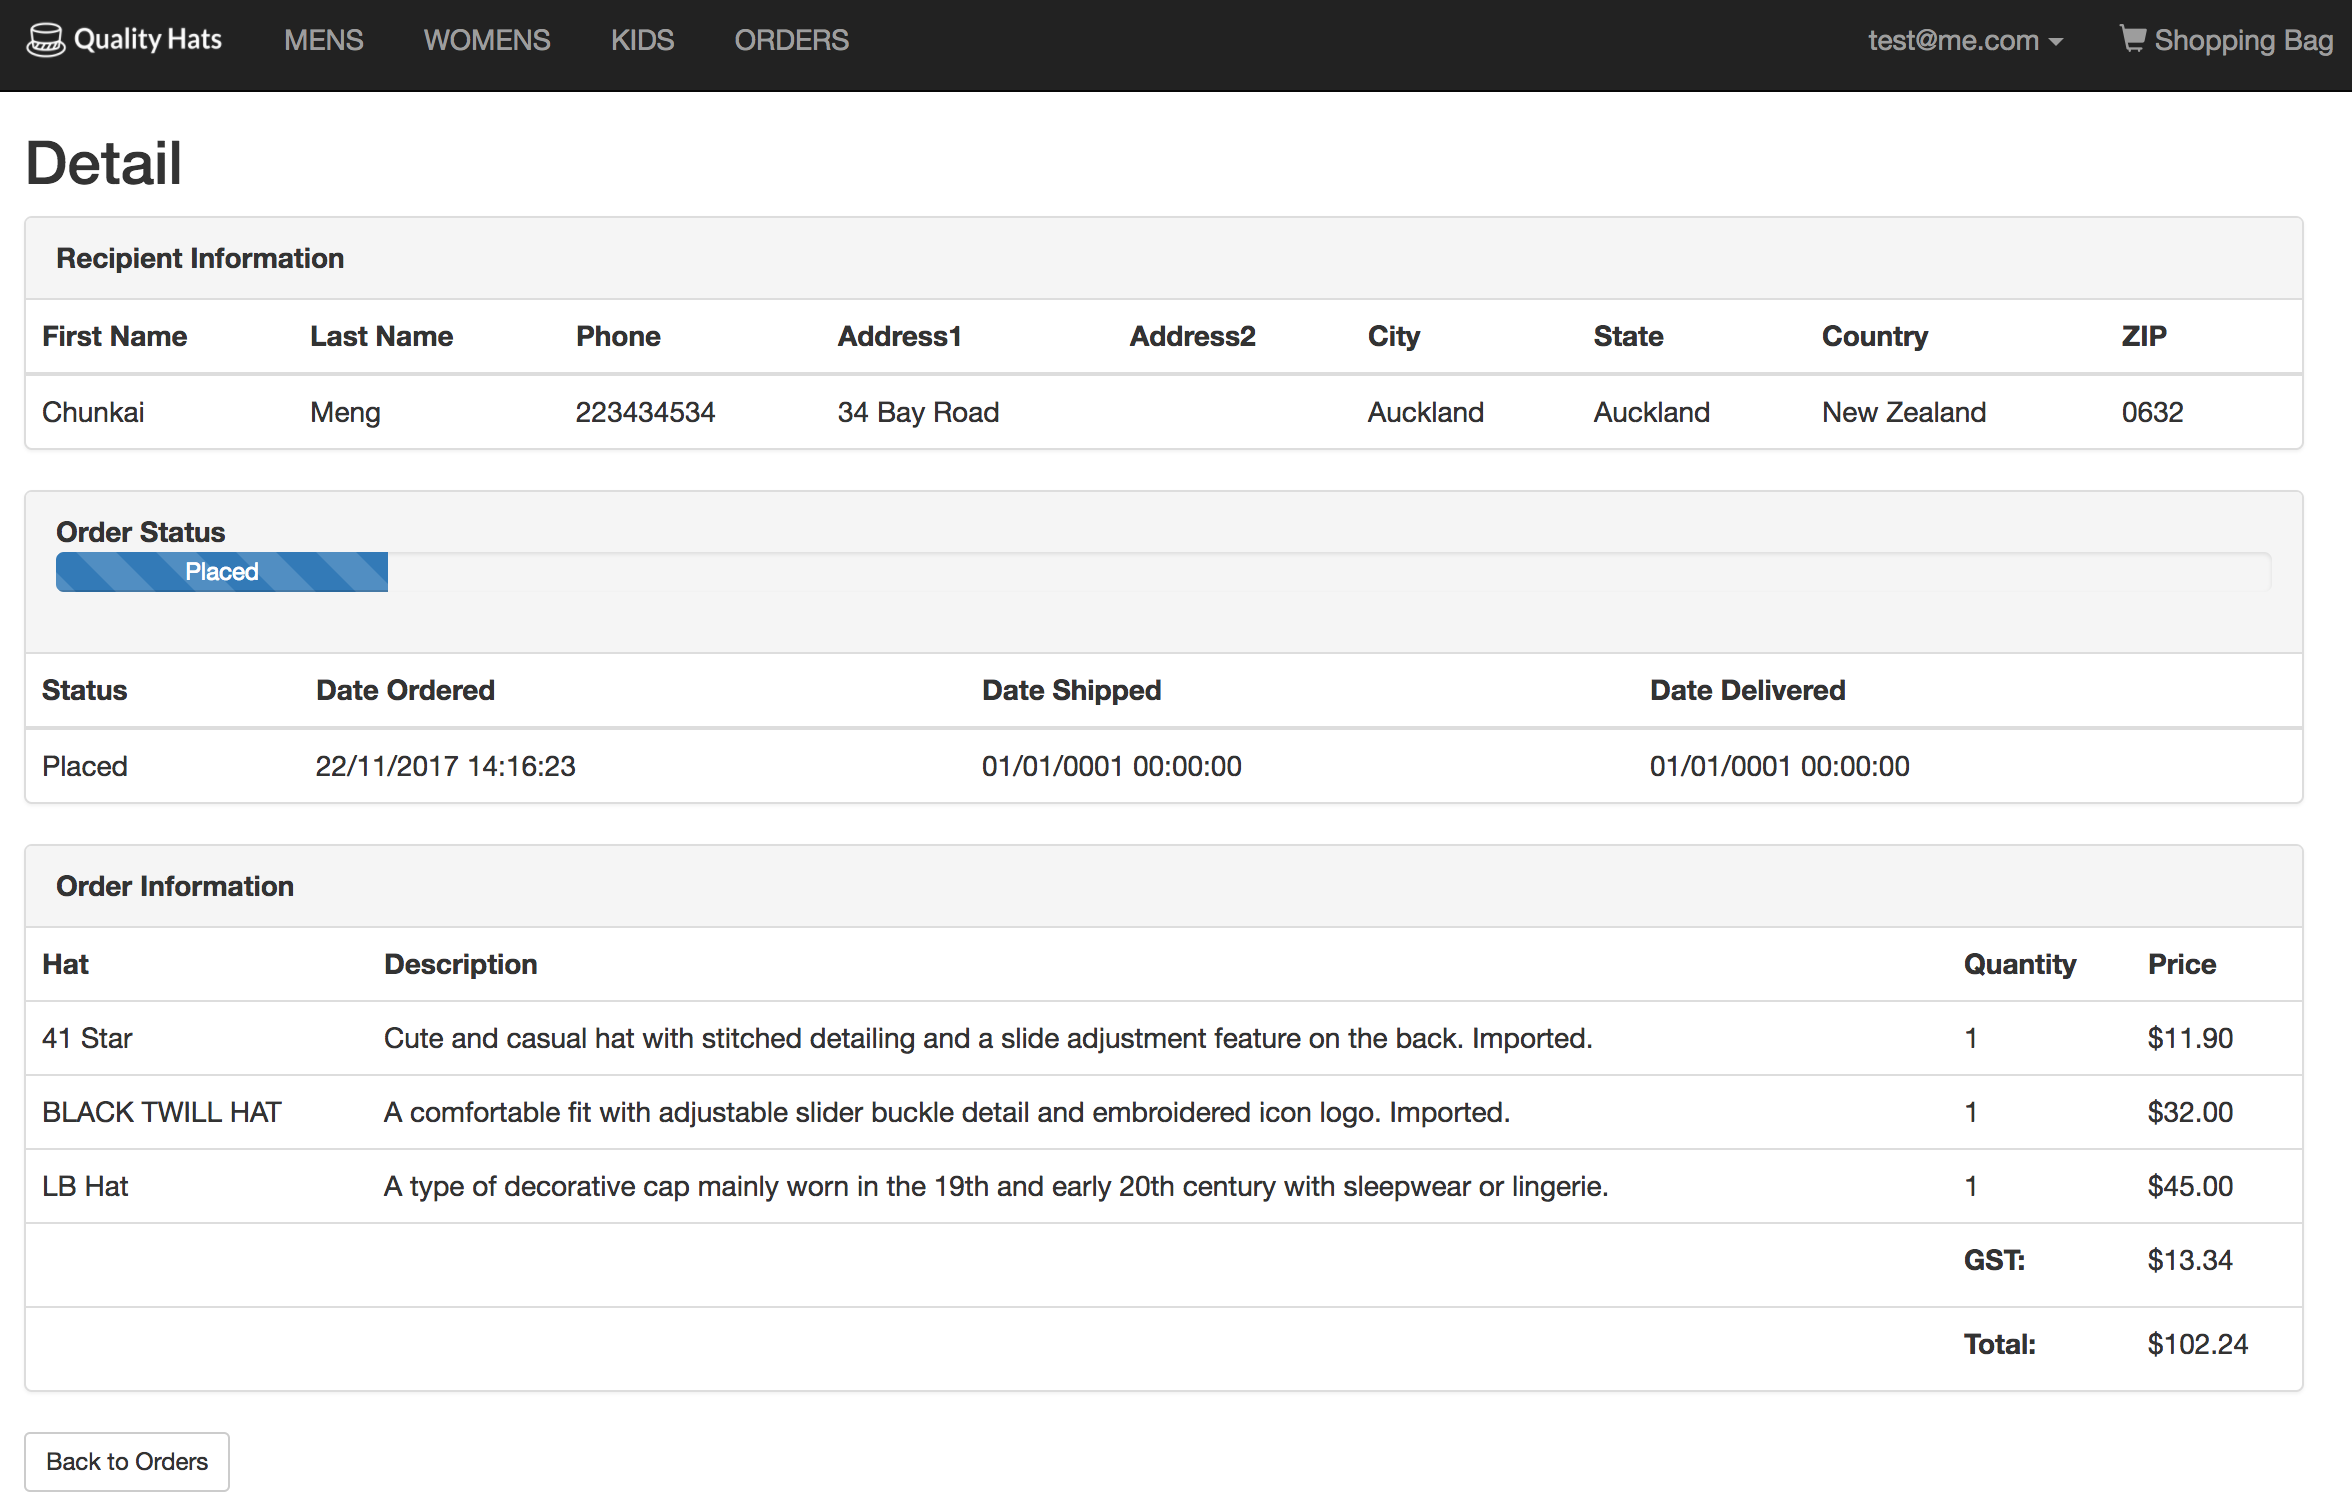 Quality Hats MENS WOMENS KIDS ORDERS test@me.com Shopping Bag
Detail
Recipient Information
First Name Last Name Phone Address1 Address2 City State Country ZIP
Chunkai Meng 223434534 34 Bay Road Auckland Auckland New Zealand 0632
Order Status
Placed
Status Date Ordered Date Shipped Date Delivered
Placed 22/11/2017 14:16:23 01/01/0001 00:00:00 01/01/0001 00:00:00
Order Information
Hat Description Quantity Price
41 Star Cute and casual hat with stitched detailing and a slide adjustment feature on the back. Imported. 1 $11.90
BLACK TWILL HAT A comfortable fit with adjustable slider buckle detail and embroidered icon logo. Imported. 1 $32.00
LB Hat A type of decorative cap mainly worn in the 19th and early 20th century with sleepwear or lingerie. 1 $45.00
GST: $13.34
Total: $102.24
Back to Orders